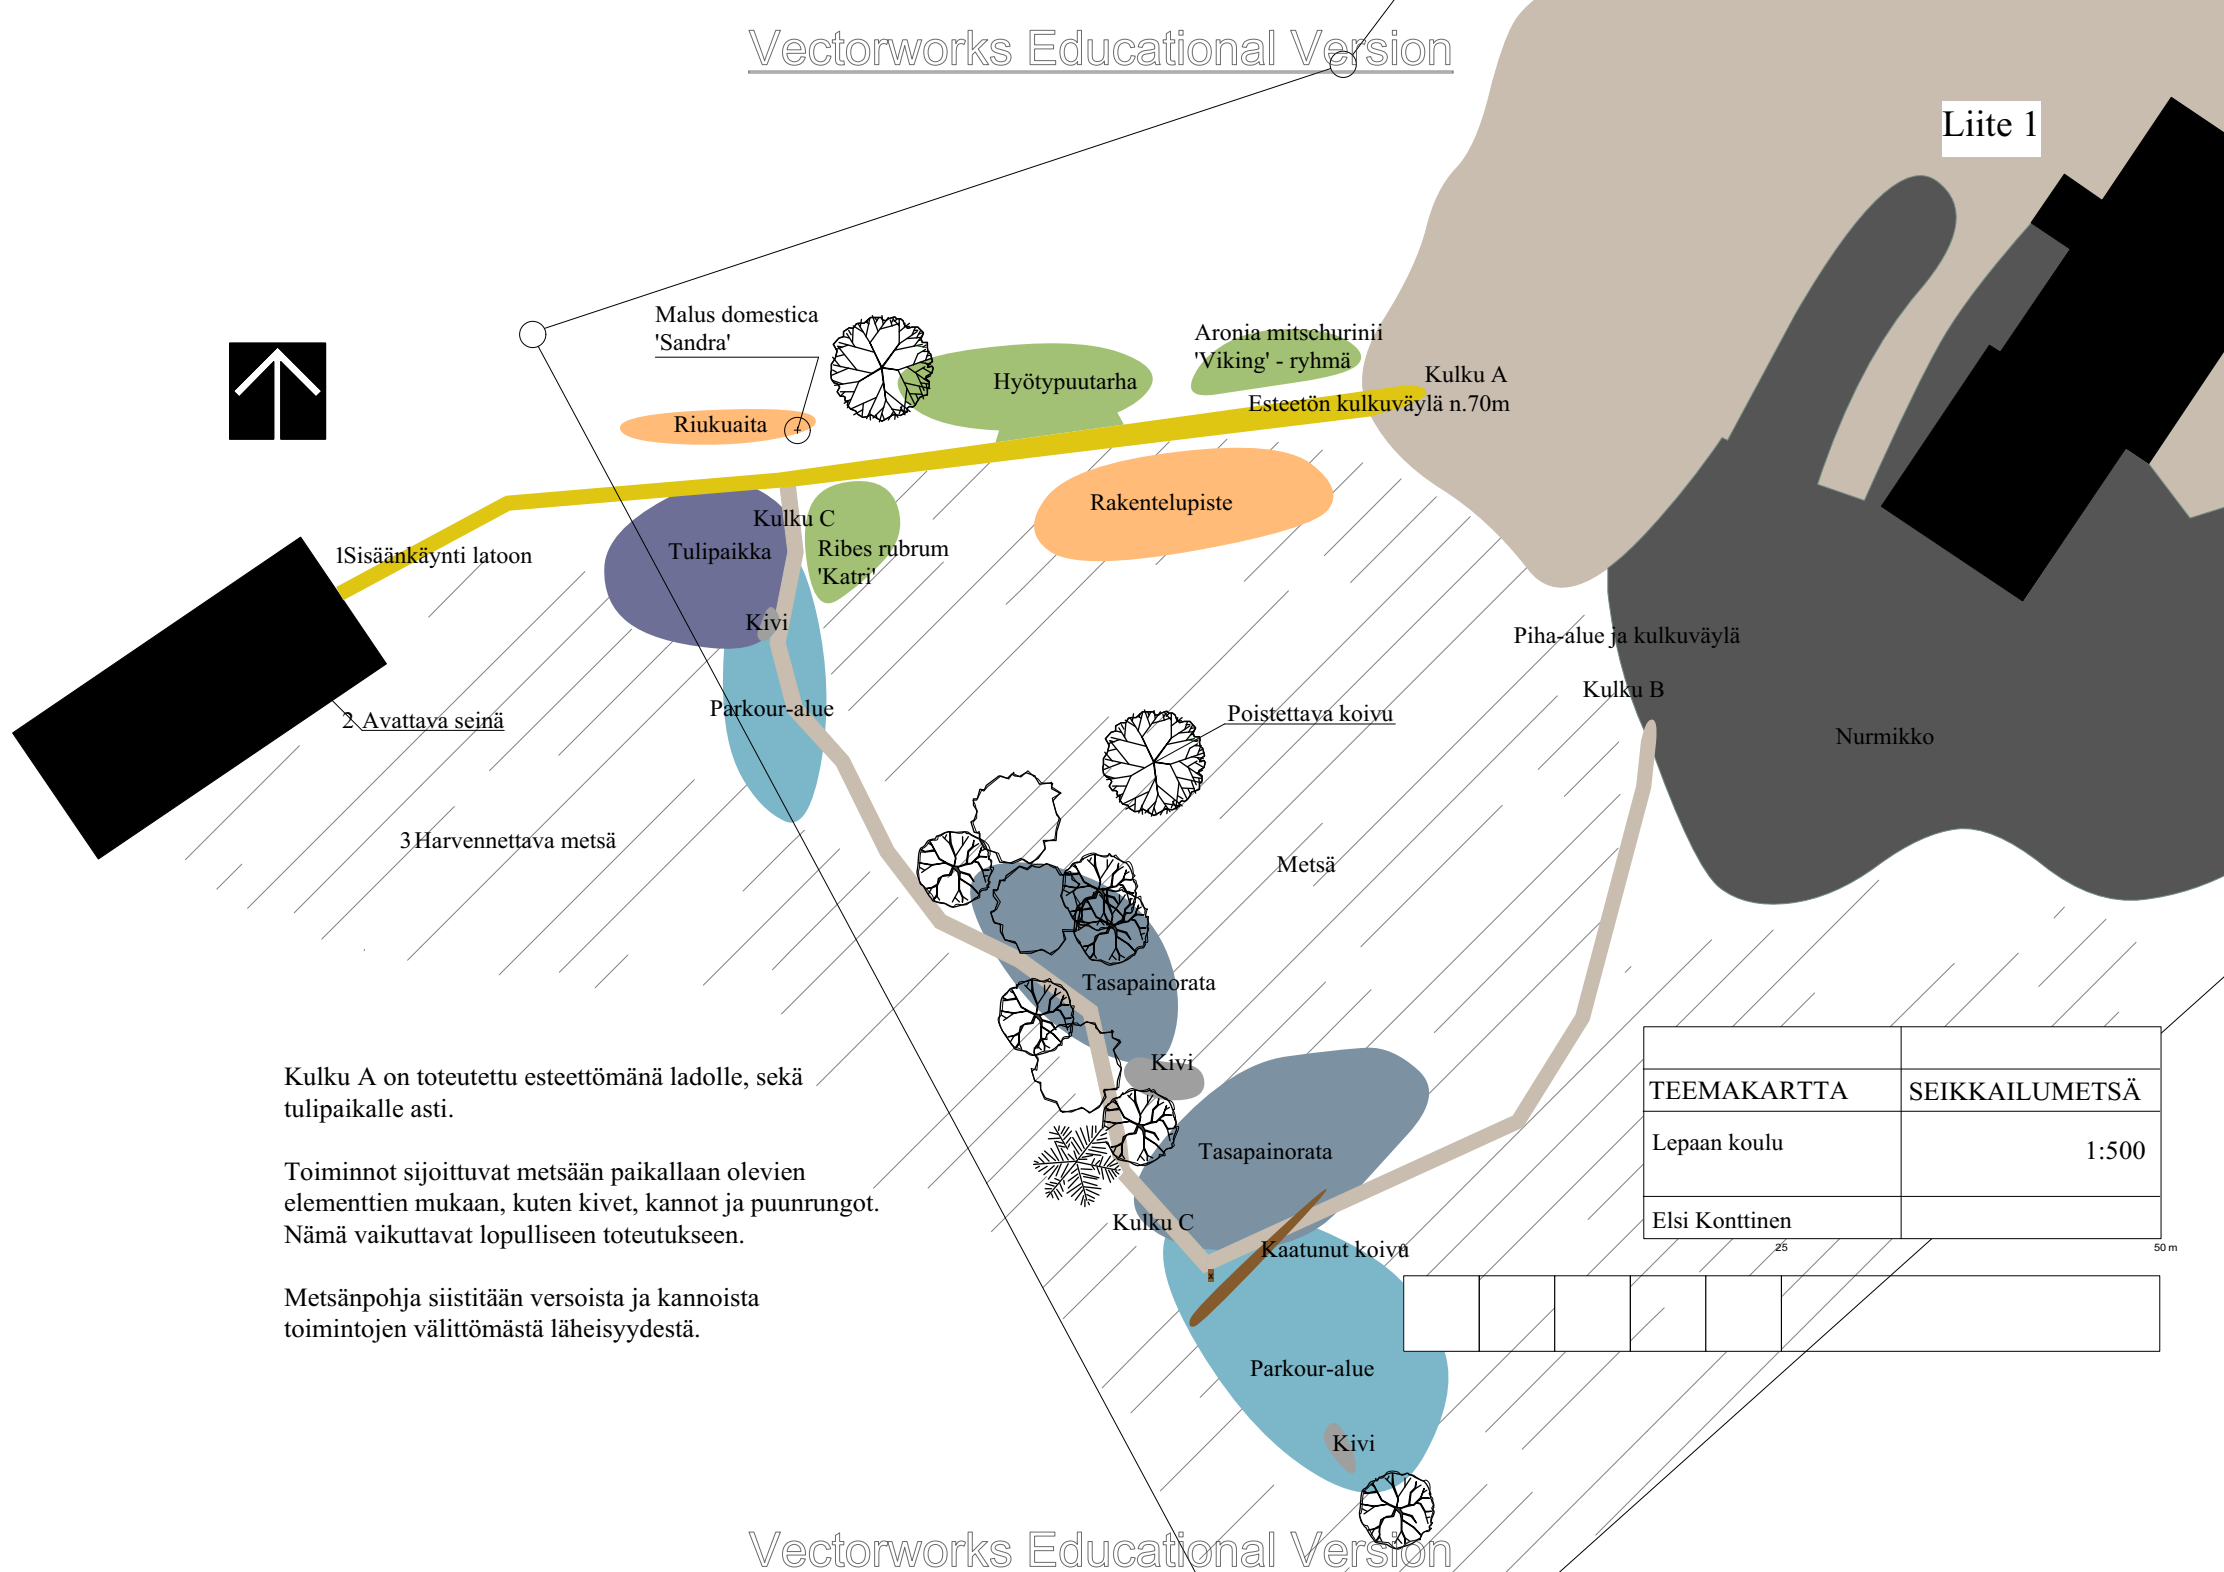 Vectorworks Educational Version
Liite 1
Malus domestica
'Sandra'
Aronia mitschurinii
'Viking' - ryhmä
Hyötypuutarha
Kulku A
Esteetön kulkuväylä n.70m
Riukuaita
Rakentelupiste
Kulku C
Tulipaikka
Ribes rubrum
'Katri'
1Sisäänkäynti latoon
Kivi
Piha-alue ja kulkuväylä
Kulku B
Parkour-alue
Poistettava koivu
2 Avattava seinä
Nurmikko
3 Harvennettava metsä
Metsä
Tasapainorata
Kivi
Kulku A on toteutettu esteettömänä ladolle, sekä
tulipaikalle asti.
Toiminnot sijoittuvat metsään paikallaan olevien
elementtien mukaan, kuten kivet, kannot ja puunrungot.
Nämä vaikuttavat lopulliseen toteutukseen.
Metsänpohja siistitään versoista ja kannoista
toimintojen välittömästä läheisyydestä.
Tasapainorata
Kulku C
Kaatunut koivu
x
Parkour-alue
Kivi
TEEMAKARTTA SEIKKAILUMETSÄ
Lepaan koulu 1:500
Elsi Konttinen
0 25 50 m
Vectorworks Educational Version